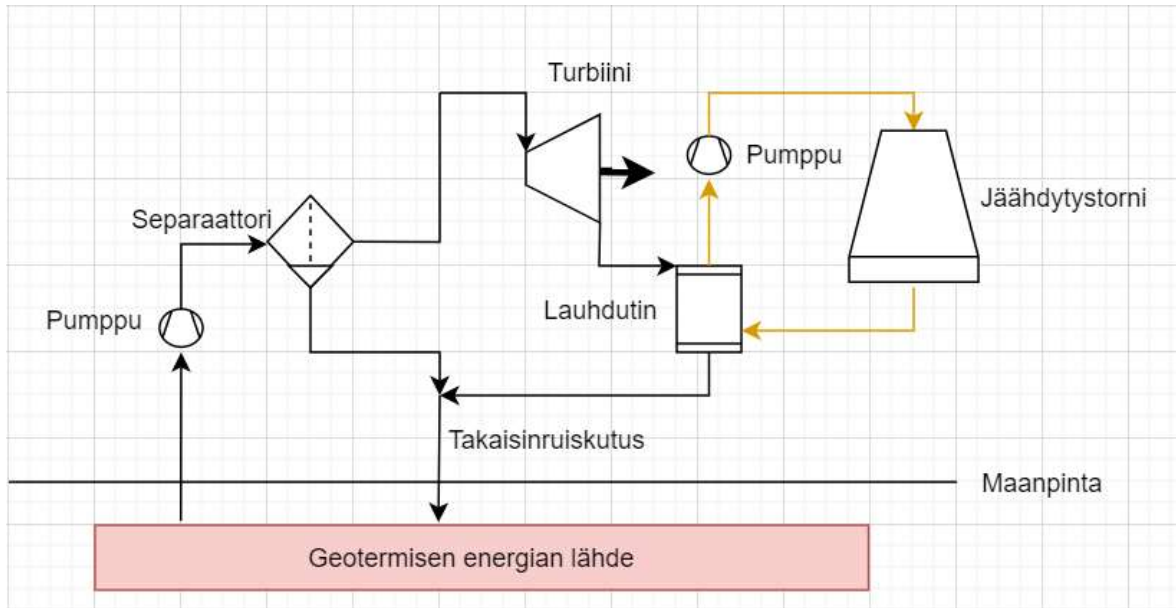 Turbiini
Pumppu
Jäähdytystorni
Separaattori
Lauhdutin
Pumppu
Takaisinruiskutus
Maanpinta
Geotermisen energian lähde